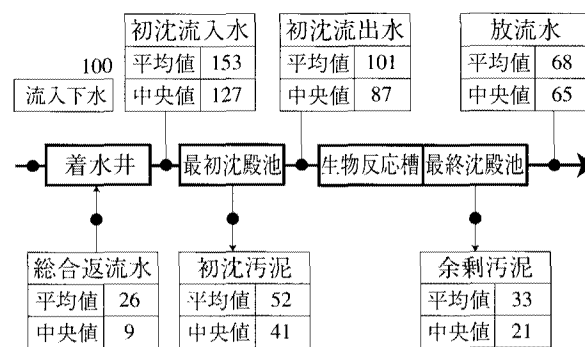 初沈流入水
平均値 153
中央値 127
初沈流出水
平均値 101
中央値 87
放流水
平均値 68
中央値 65
100
流入下水
着水井
最初沈殿池
生物反応槽
最終沈殿池
総合返流水
平均値 26
中央値 9
初沈汚泥
平均値 52
中央値 41
余剰汚泥
平均値 33
中央値 21